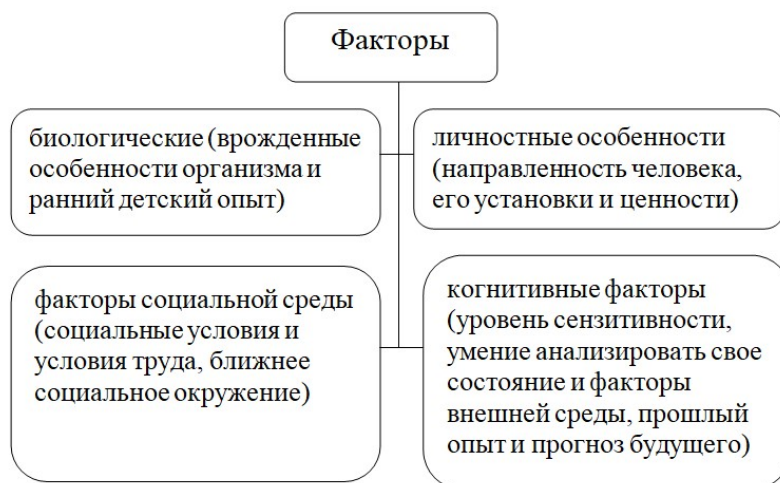 Факторы
биологические (врожденные
особенности организма и
ранний детский опыт)
личностные особенности
(направленность человека,
его установки и ценности)
факторы социальной среды
(социальные условия и
условия труда, ближнее
социальное окружение)
когнитивные факторы
(уровень сензитивности,
умение анализировать свое
состояние и факторы
внешней среды, прошлый
опыт и прогноз будущего)